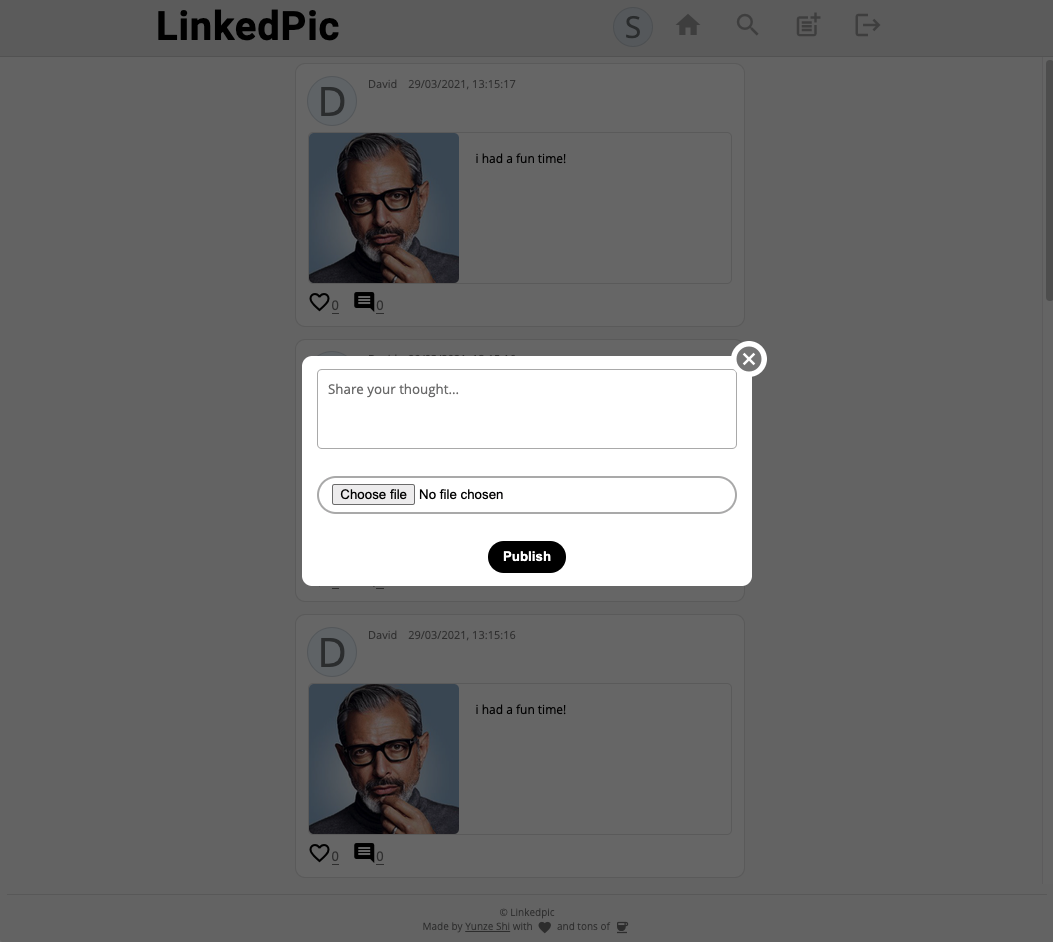 LinkedPic
S
D
David 29/03/2021, 13:15:17
i had a fun time!
0 0
Share your thought...
Choose file No file chosen
Publish
D
David 29/03/2021, 13:15:16
i had a fun time!
0 0
© Linkedpic
Made by Yunze Shi with and tons of